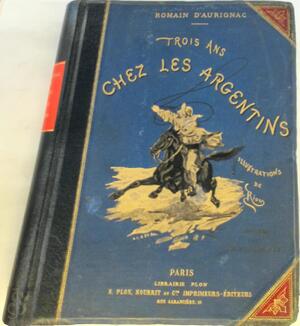 ROMAIN D'AURIGNAC
TROIS ANS
CHEZ LES ARGENTINS
ILLUSTRATIONS
DE
Riou
PARIS
LIBRAIRIE PLON
E. PLON, NOURRIT ET Cie IMPRIMEURS-ÉDITEURS
RUE GARANCIÈRE, 10